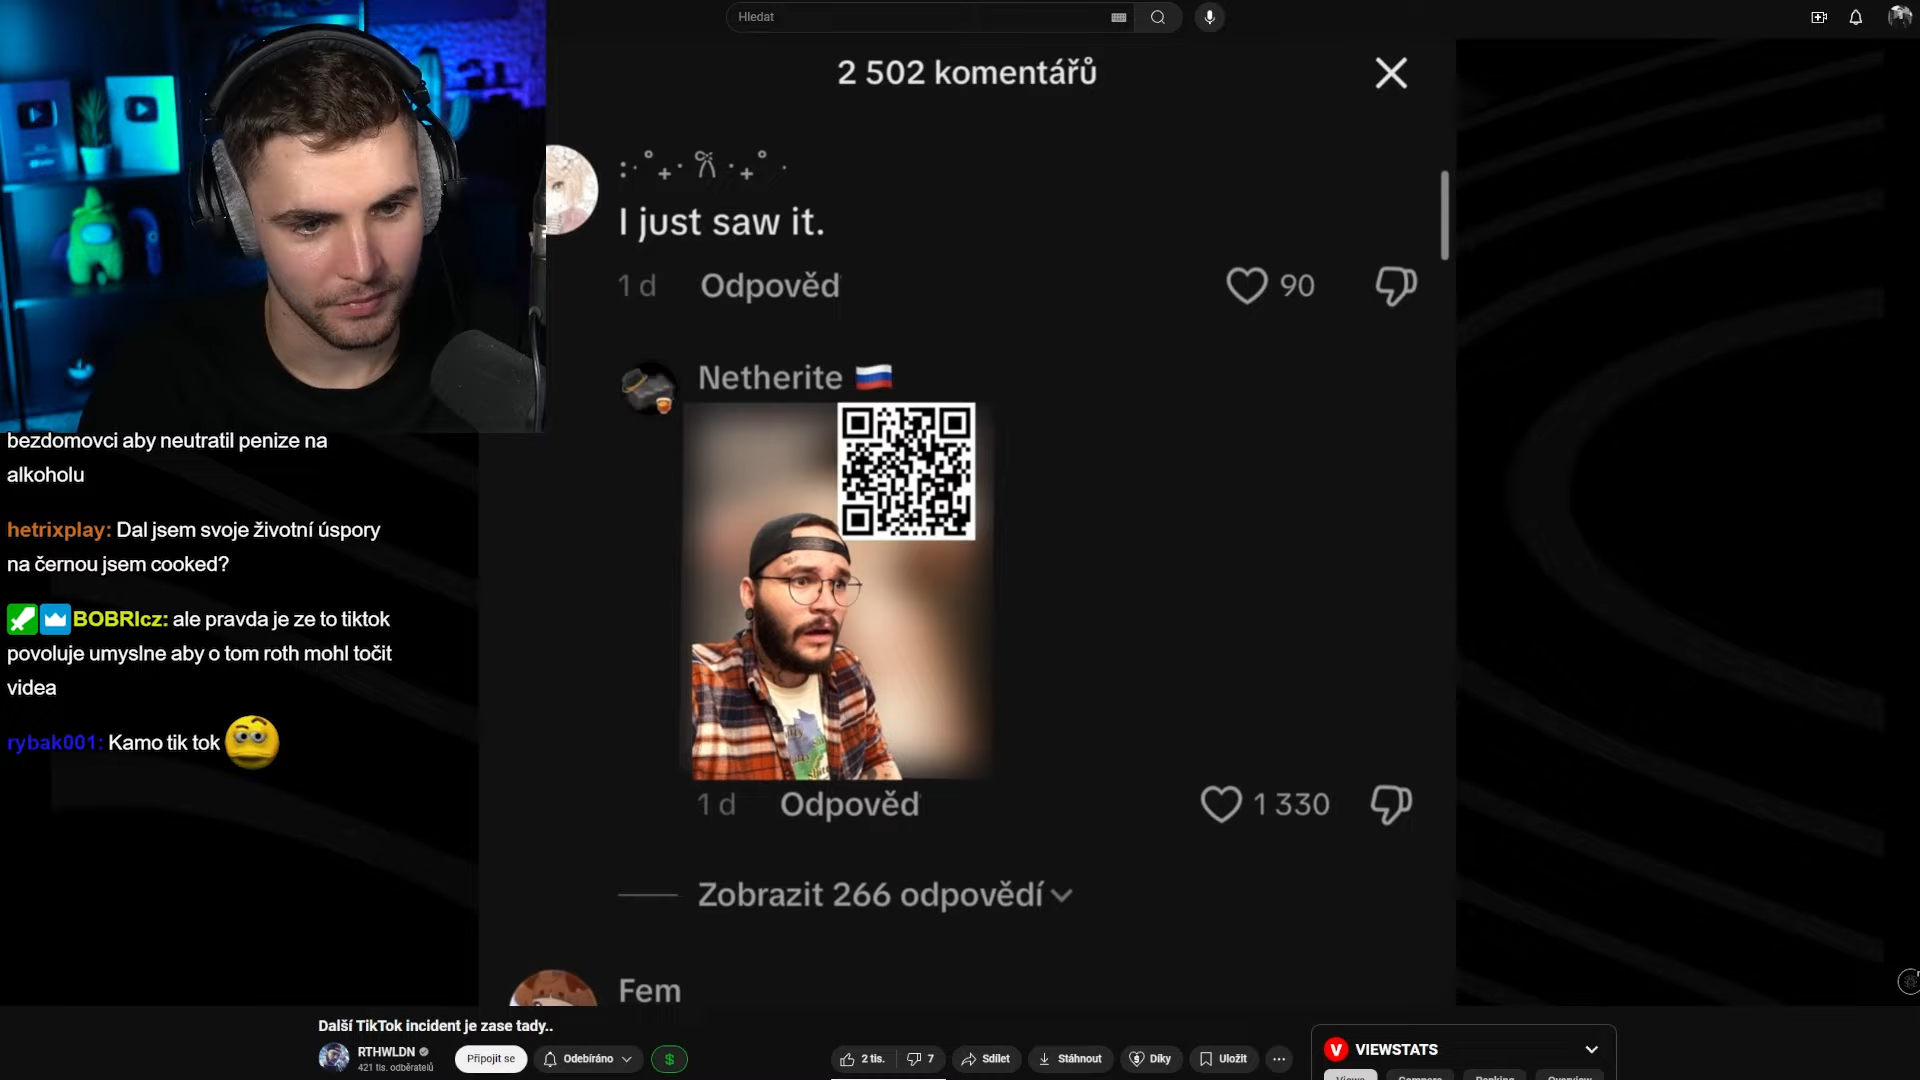 Hledat
2 502 komentářů
I just saw it.
1 d Odpověď
90
Netherite
1 d Odpověď
1 330
Zobrazit 266 odpovědí
Fem
bezdomovci aby neutratil penize na
alkoholu
hetrixplay: Dal jsem svoje životní úspory
na černou jsem cooked?
BOBRIcz: ale pravda je ze to tiktok
povoluje umyslne aby o tom roth mohl točit
videa
rybak001: Kamo tik tok
Další TikTok incident je zase tady..
RTHWLDN
421 tis. odběratelů
Připojit se
Odebíráno
$
2 tis.
7
Sdílet
Stáhnout
Díky
Uložit
V VIEWSTATS